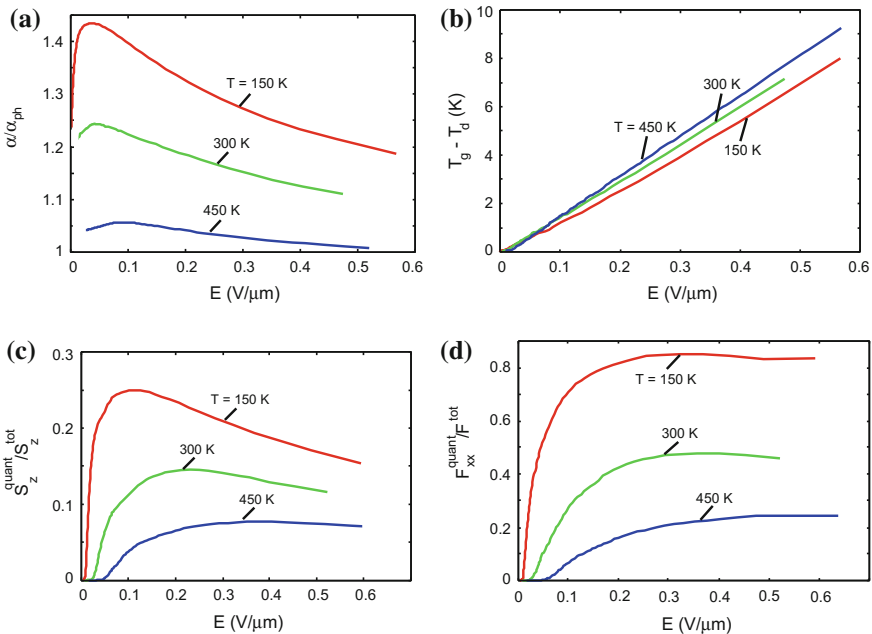 (a)
1.4
1.3
1.2
1.1
1
α/α_ph
T = 150 K
300 K
450 K
0 0.1 0.2 0.3 0.4 0.5 0.6
E (V/μm)
(b)
10
8
6
4
2
0
T_g - T_d (K)
300 K
T = 450 K
150 K
0 0.1 0.2 0.3 0.4 0.5 0.6
E (V/μm)
(c)
0.3
0.2
0.1
0
S_z^quant/S_z^tot
T = 150 K
300 K
450 K
0 0.1 0.2 0.3 0.4 0.5 0.6
E (V/μm)
(d)
0.8
0.6
0.4
0.2
0
F_xx^quant/F^tot
T = 150 K
300 K
450 K
0 0.1 0.2 0.3 0.4 0.5 0.6
E (V/μm)